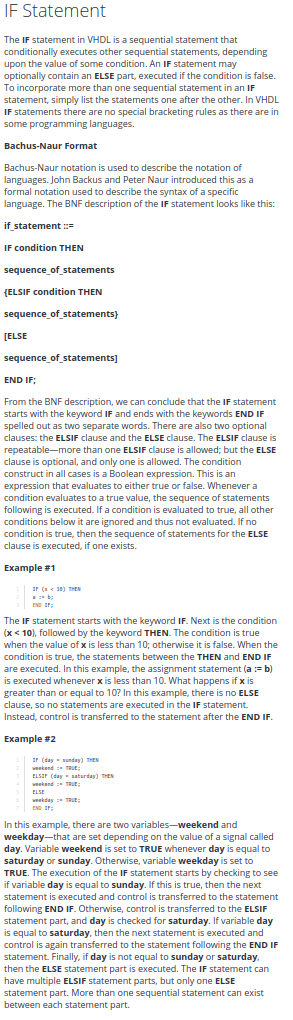 IF Statement
The IF statement in VHDL is a sequential statement that
conditionally executes other sequential statements, depending
upon the value of some condition. An IF statement may
optionally contain an ELSE part, executed if the condition is false.
To incorporate more than one sequential statement in an IF
statement, simply list the statements one after the other. In VHDL
IF statements there are no special bracketing rules as there are in
some programming languages.
Bachus-Naur Format
Bachus-Naur notation is used to describe the notation of
languages. John Backus and Peter Naur introduced this as a
formal notation used to describe the syntax of a specific
language. The BNF description of the IF statement looks like this:
if_statement ::=
IF condition THEN
sequence_of_statements
{ELSIF condition THEN
sequence_of_statements}
[ELSE
sequence_of_statements]
END IF;
From the BNF description, we can conclude that the IF statement
starts with the keyword IF and ends with the keywords END IF
spelled out as two separate words. There are also two optional
clauses: the ELSIF clause and the ELSE clause. The ELSIF clause is
repeatable—more than one ELSIF clause is allowed; but the ELSE
clause is optional, and only one is allowed. The condition
construct in all cases is a Boolean expression. This is an
expression that evaluates to either true or false. Whenever a
condition evaluates to a true value, the sequence of statements
following is executed. If a condition is evaluated to true, all other
conditions below it are ignored and thus not evaluated. If no
condition is true, then the sequence of statements for the ELSE
clause is executed, if one exists.
Example #1
1 IF (x < 10) THEN
2 a := b;
3 END IF;
The IF statement starts with the keyword IF. Next is the condition
(x < 10), followed by the keyword THEN. The condition is true
when the value of x is less than 10; otherwise it is false. When the
condition is true, the statements between the THEN and END IF
are executed. In this example, the assignment statement (a := b)
is executed whenever x is less than 10. What happens if x is
greater than or equal to 10? In this example, there is no ELSE
clause, so no statements are executed in the IF statement.
Instead, control is transferred to the statement after the END IF.
Example #2
1 IF (day = sunday) THEN
2 weekend := TRUE;
3 ELSIF (day = saturday) THEN
4 weekend := TRUE;
5 ELSE
6 weekday := TRUE;
7 END IF;
In this example, there are two variables—weekend and
weekday—that are set depending on the value of a signal called
day. Variable weekend is set to TRUE whenever day is equal to
saturday or sunday. Otherwise, variable weekday is set to
TRUE. The execution of the IF statement starts by checking to see
if variable day is equal to sunday. If this is true, then the next
statement is executed and control is transferred to the statement
following END IF. Otherwise, control is transferred to the ELSIF
statement part, and day is checked for saturday. If variable day
is equal to saturday, then the next statement is executed and
control is again transferred to the statement following the END IF
statement. Finally, if day is not equal to sunday or saturday,
then the ELSE statement part is executed. The IF statement can
have multiple ELSIF statement parts, but only one ELSE
statement part. More than one sequential statement can exist
between each statement part.